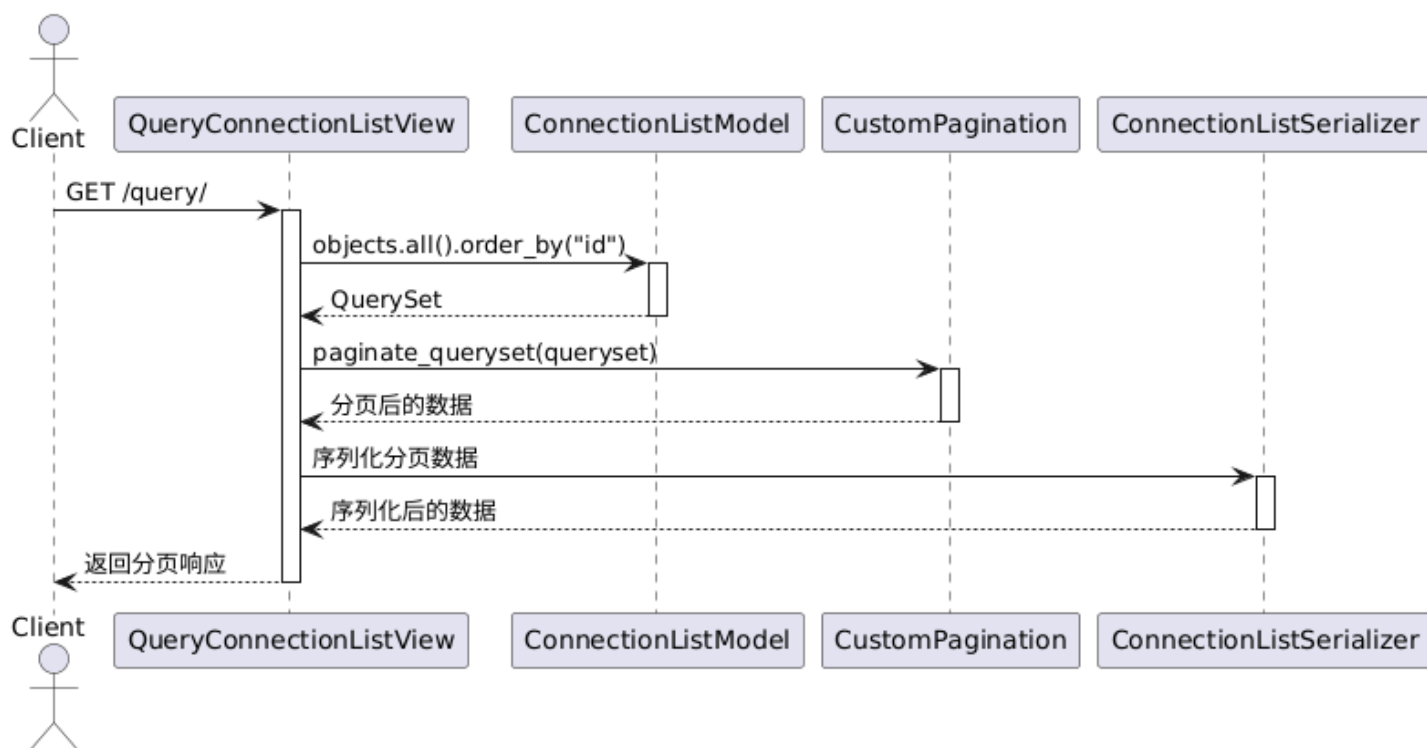 Client
QueryConnectionListView
ConnectionListModel
CustomPagination
ConnectionListSerializer
GET /query/
objects.all().order_by("id")
QuerySet
paginate_queryset(queryset)
分页后的数据
序列化分页数据
序列化后的数据
返回分页响应
Client
QueryConnectionListView
ConnectionListModel
CustomPagination
ConnectionListSerializer